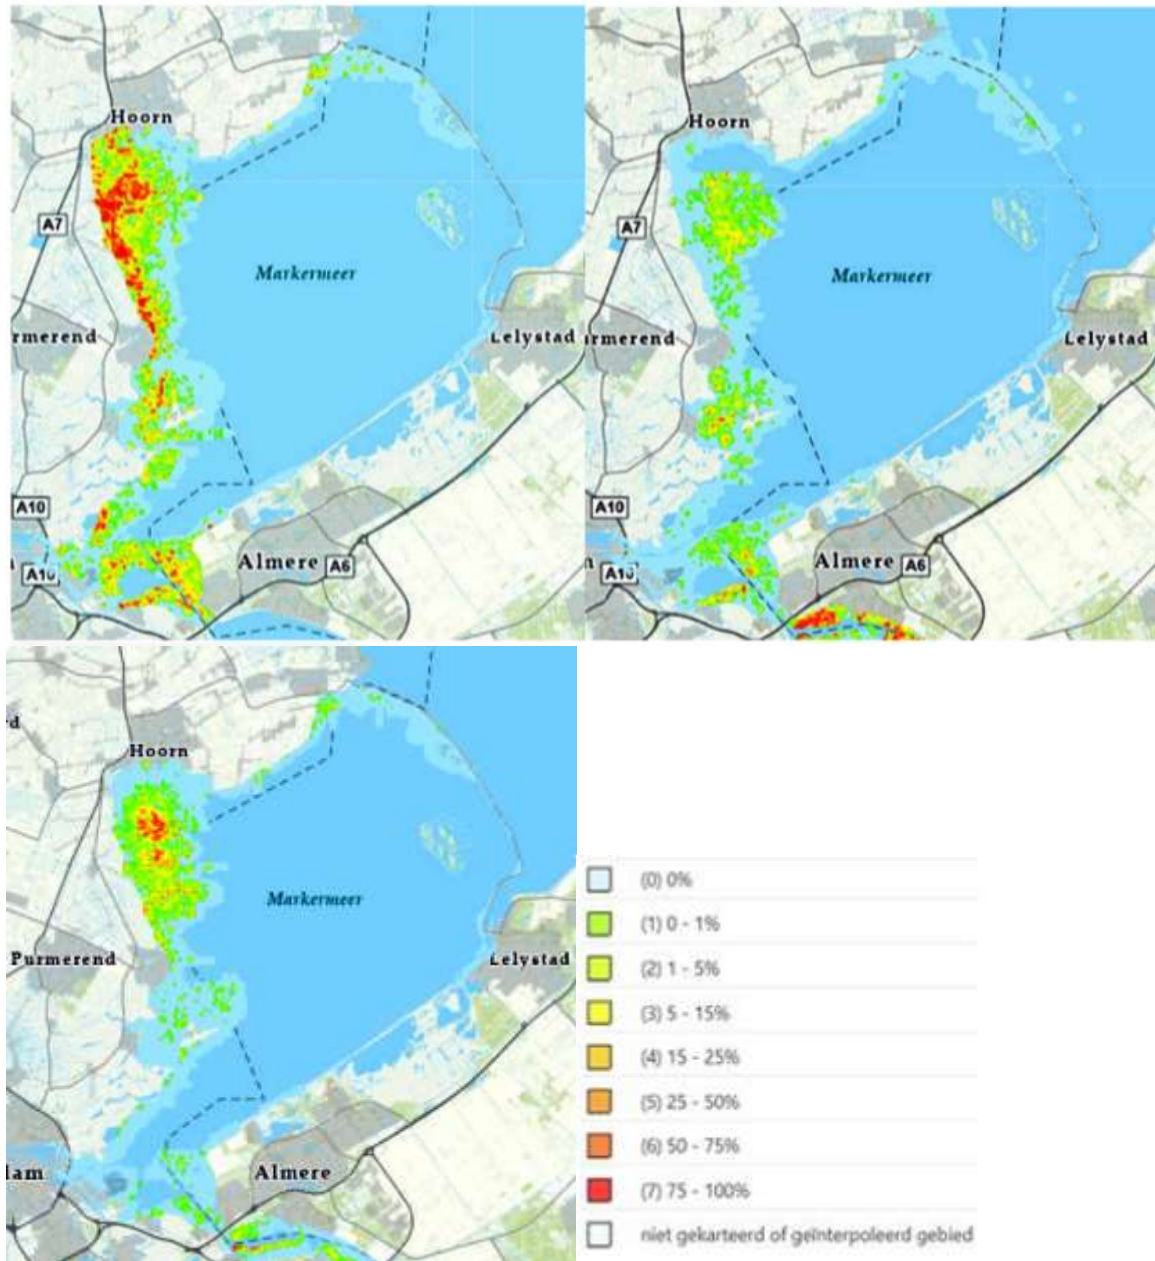 Hoorn
A7
Markermeer
rmerend
Lelystad
A10
Almere
A6
Hoorn
A7
Markermeer
Lelystad
rmerend
A10
Almere
A6
d
Hoorn
Markermeer
Purmerend
Lelystad
Almere
lam
(0) 0%
(1) 0 - 1%
(2) 1 - 5%
(3) 5 - 15%
(4) 15 - 25%
(5) 25 - 50%
(6) 50 - 75%
(7) 75 - 100%
niet gekarteerd of geïnterpoleerd gebied